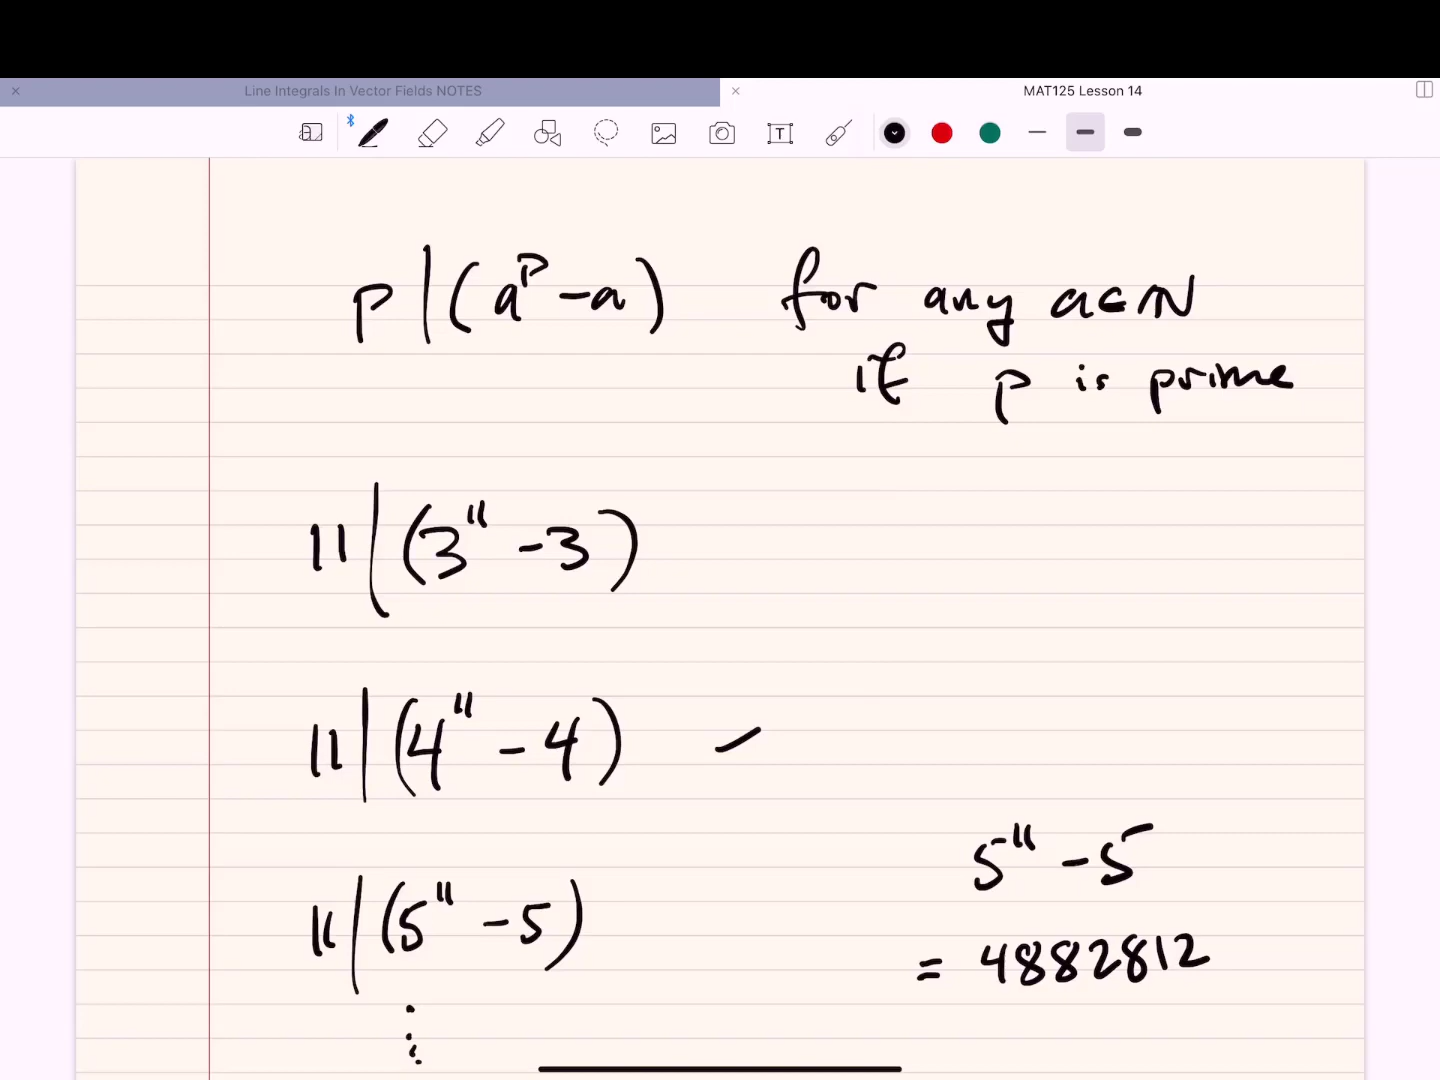 Line Integrals In Vector Fields NOTES
MAT125 Lesson 14
T
p | (a^p - a) for any a ∈ ℕ
if p is prime
11 | (3^11 - 3)
11 | (4^11 - 4)
5^11 - 5
11 | (5^11 - 5)
= 4882812
⋮